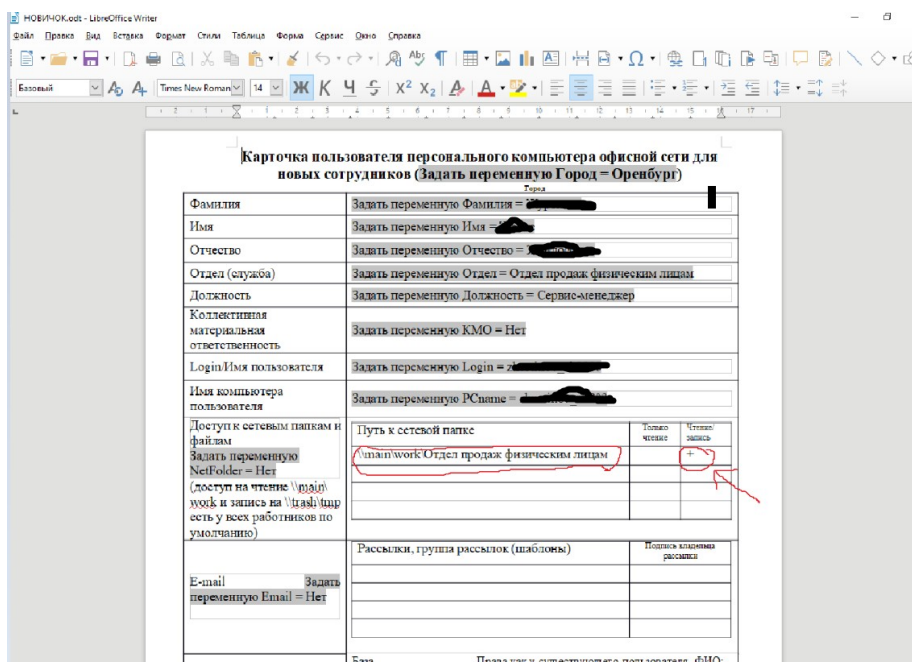 НОВИЧОК.odt - LibreOffice Writer
Файл Правка Вид Вставка Формат Стили Таблица Форма Сервис Окно Справка
Базовый Times New Roman 14 Ж К Ч
Карточка пользователя персонального компьютера офисной сети для
новых сотрудников (Задать переменную Город = Оренбург)
Город
Фамилия Задать переменную Фамилия =
Имя Задать переменную Имя =
Отчество Задать переменную Отчество =
Отдел (служба) Задать переменную Отдел = Отдел продаж физическим лицам
Должность Задать переменную Должность = Сервис-менеджер
Коллективная
материальная
ответственность
Задать переменную КМО = Нет
Login/Имя пользователя Задать переменную Login =
Имя компьютера
пользователя
Задать переменную PCname =
Доступ к сетевым папкам и
файлам
Задать переменную
NetFolder = Нет
(доступ на чтение \\main\
work и запись на \\trash\tmp
есть у всех работников по
умолчанию)
Путь к сетевой папке
Только
чтение
Чтение/
запись
\\main\work\Отдел продаж физическим лицам +
E-mail Задать
переменную Email = Нет
Рассылки, группа рассылок (шаблоны)
Подпись владельца
рассылки
База Права как у существующего пользователя, ФИО: